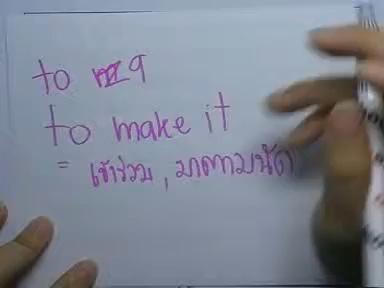 to
to make it
= เข้าร่วม, มาตามนัด